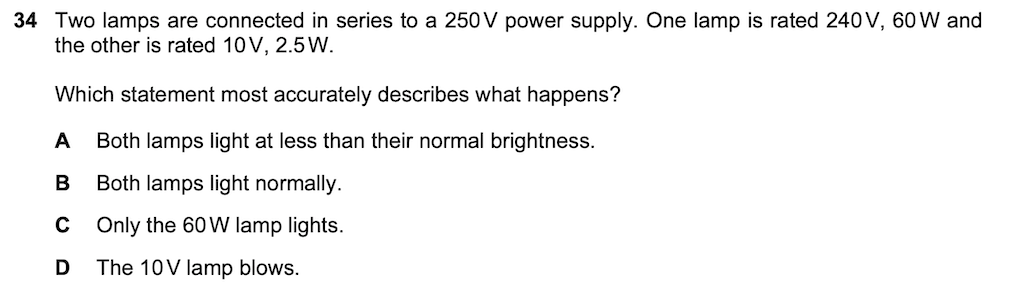 34 Two lamps are connected in series to a 250 V power supply. One lamp is rated 240 V, 60 W and
the other is rated 10 V, 2.5 W.
Which statement most accurately describes what happens?
A Both lamps light at less than their normal brightness.
B Both lamps light normally.
C Only the 60 W lamp lights.
D The 10 V lamp blows.